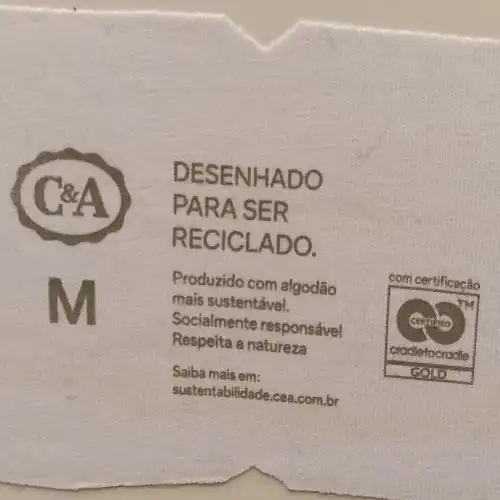 C&A
M
DESENHADO
PARA SER
RECICLADO.
Produzido com algodão
mais sustentável.
Socialmente responsável
Respeita a natureza
Saiba mais em:
sustentabilidade.cea.com.br
com certificação
TM
CERTIFIED
cradletocradle
GOLD